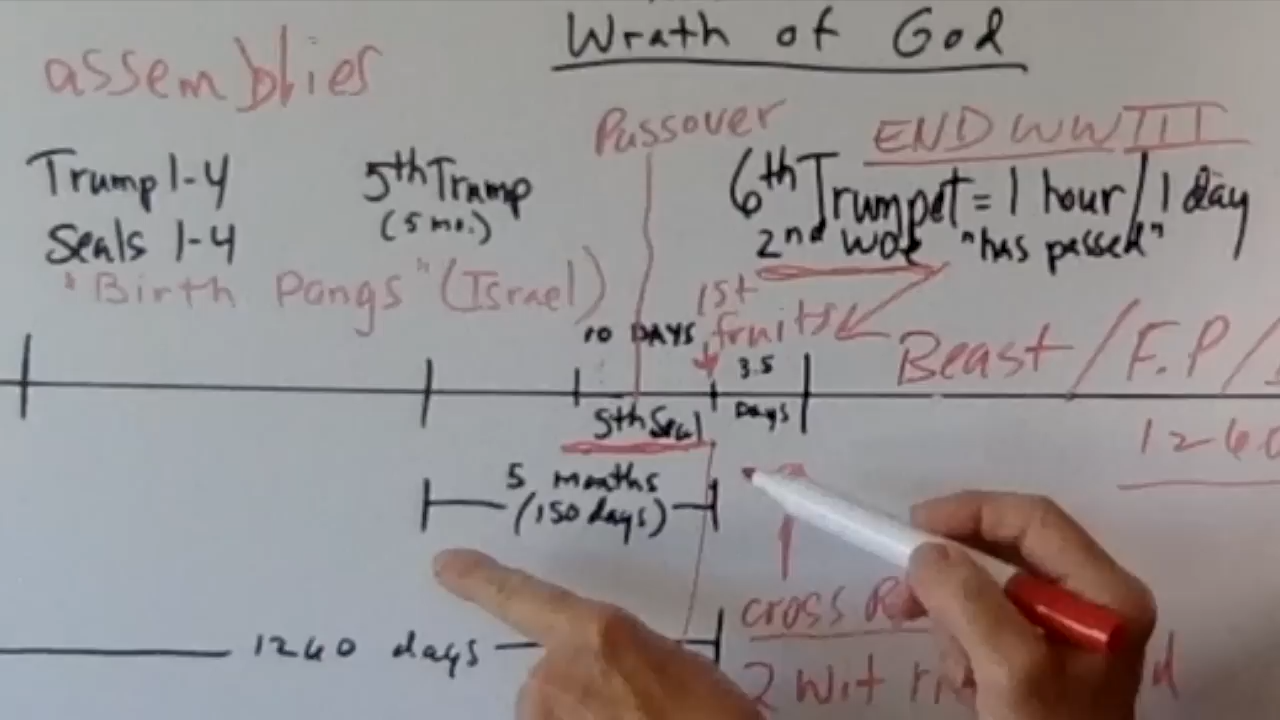 Wrath of God
assemblies
Passover
END WWIII
Trump 1-4
5th Trump
6th Trumpet = 1 hour / 1 day
Seals 1-4
(5 mo.)
2nd woe "has passed"
"Birth Pangs" (Israel)
1st
fruits
10 DAYS
3.5
Days
Beast / F.P /
5th Seal
5 months
(150 days)
cross
1260 days
2 wit